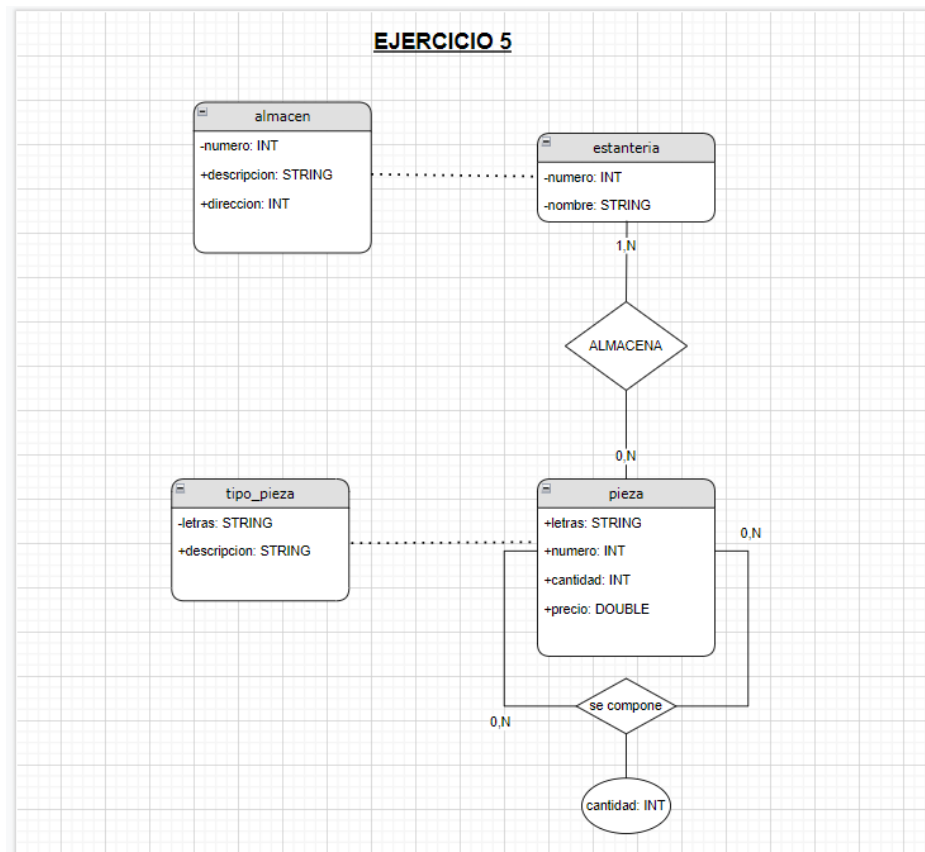 EJERCICIO 5
almacen
-numero: INT
+descripcion: STRING
+direccion: INT
estanteria
-numero: INT
-nombre: STRING
1,N
ALMACENA
0,N
tipo_pieza
-letras: STRING
+descripcion: STRING
pieza
+letras: STRING
+numero: INT
+cantidad: INT
+precio: DOUBLE
0,N
se compone
0,N
cantidad: INT